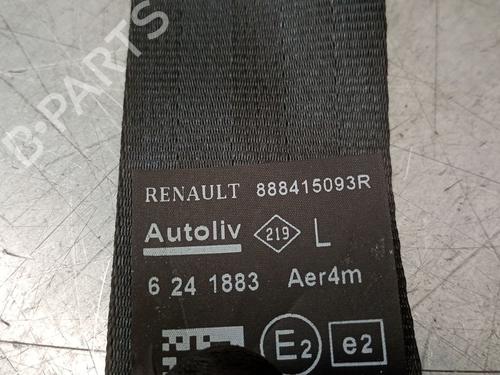 B-PARTS
RENAULT 888415093R
Autoliv 219 L
6 24 1883 Aer4m
E2 e2